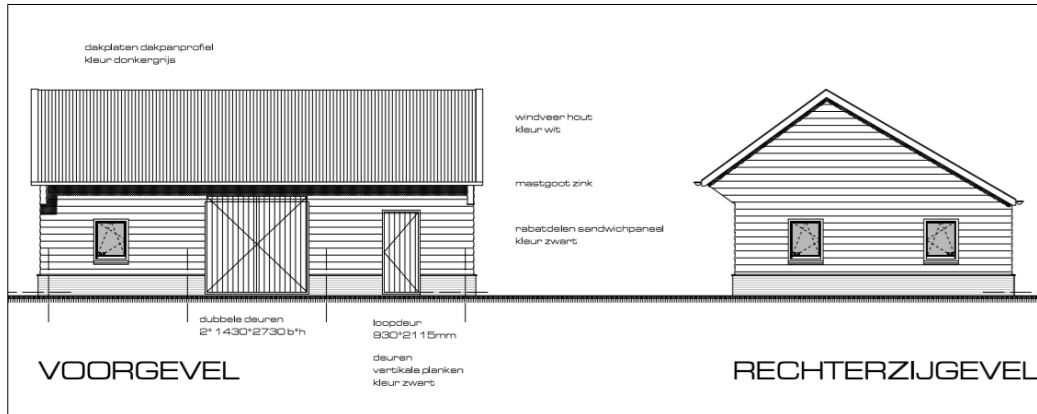 dakplaten dakpanprofiel
kleur donkergrijs
windveer hout
kleur wit
mastgoot zink
rabatdelen sandwichpaneel
kleur zwart
dubbele deuren
2* 1430*2730 b*h
loopdeur
930*2115mm
deuren
vertikale planken
kleur zwart
VOORGEVEL
RECHTERZIJGEVEL